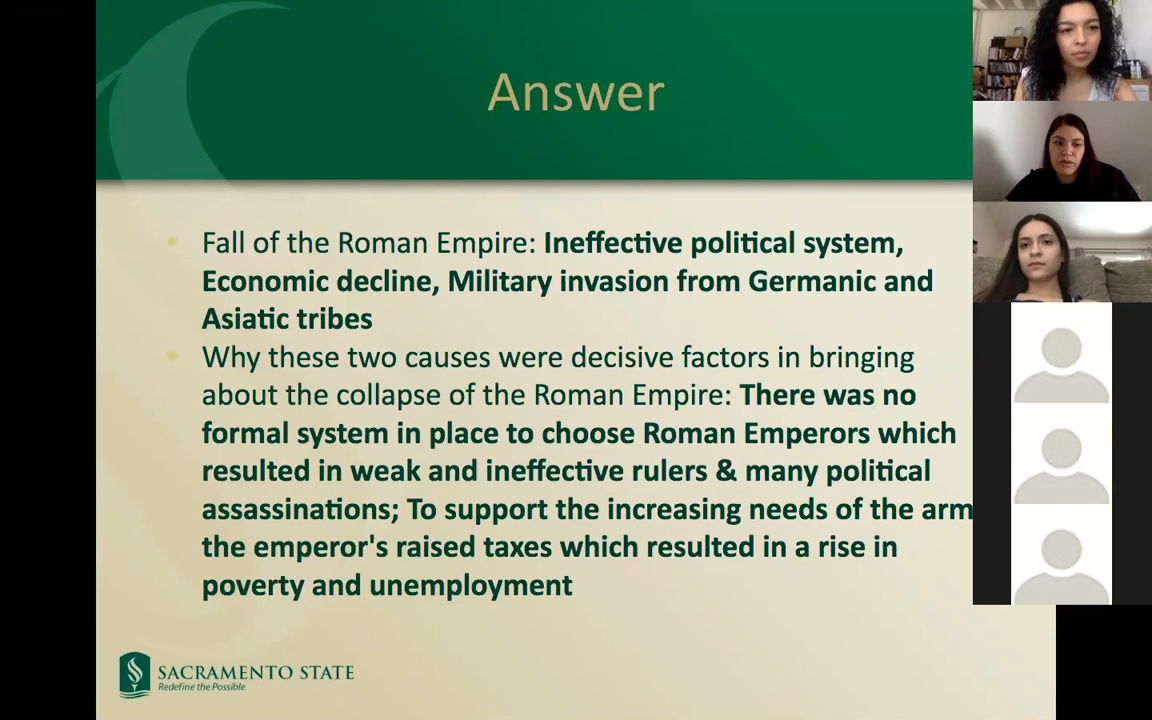 Answer
Fall of the Roman Empire: Ineffective political system,
Economic decline, Military invasion from Germanic and
Asiatic tribes
Why these two causes were decisive factors in bringing
about the collapse of the Roman Empire: There was no
formal system in place to choose Roman Emperors which
resulted in weak and ineffective rulers & many political
assassinations; To support the increasing needs of the arm
the emperor's raised taxes which resulted in a rise in
poverty and unemployment
SACRAMENTO STATE
Redefine the Possible